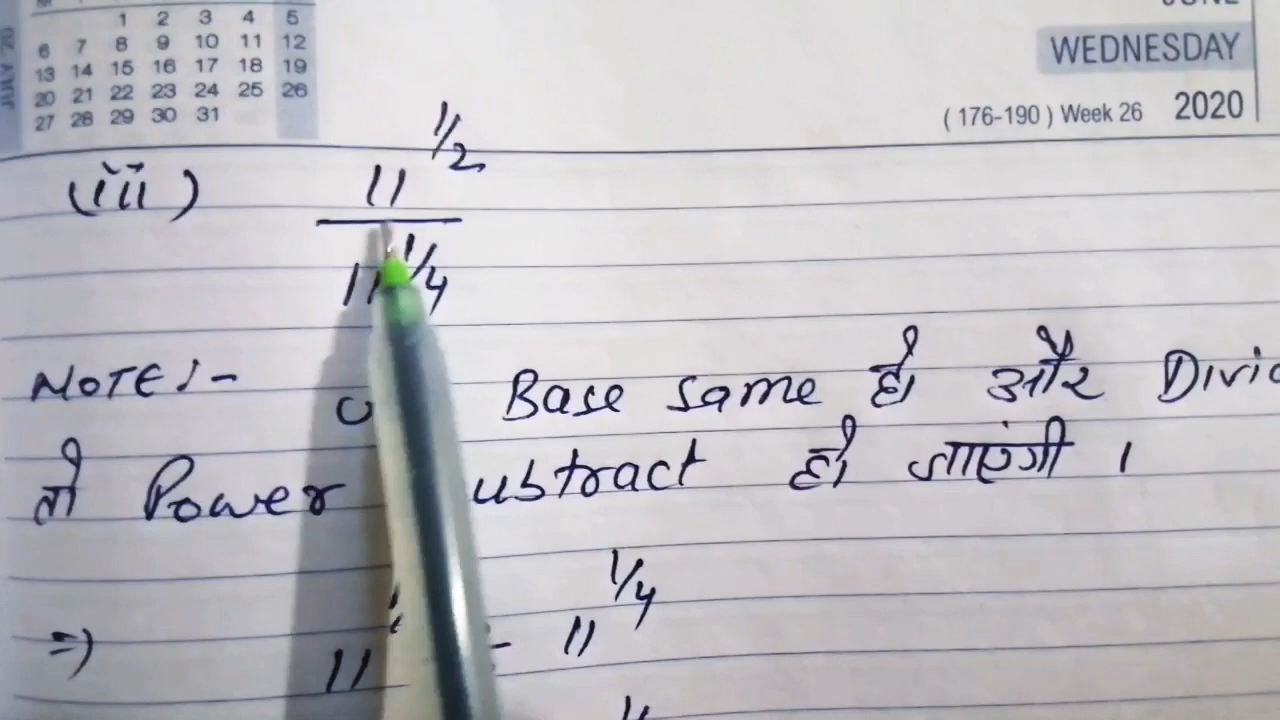 1 2 3 4 5
6 7 8 9 10 11 12
13 14 15 16 17 18 19
20 21 22 23 24 25 26
27 28 29 30 31
WEDNESDAY
(176-190) Week 26 2020
(iii) 11^1/2
11^1/4
NOTE:- Base same हो और
तो Power ubtract हो जाएंगी ।
=) 11 - 11^1/4